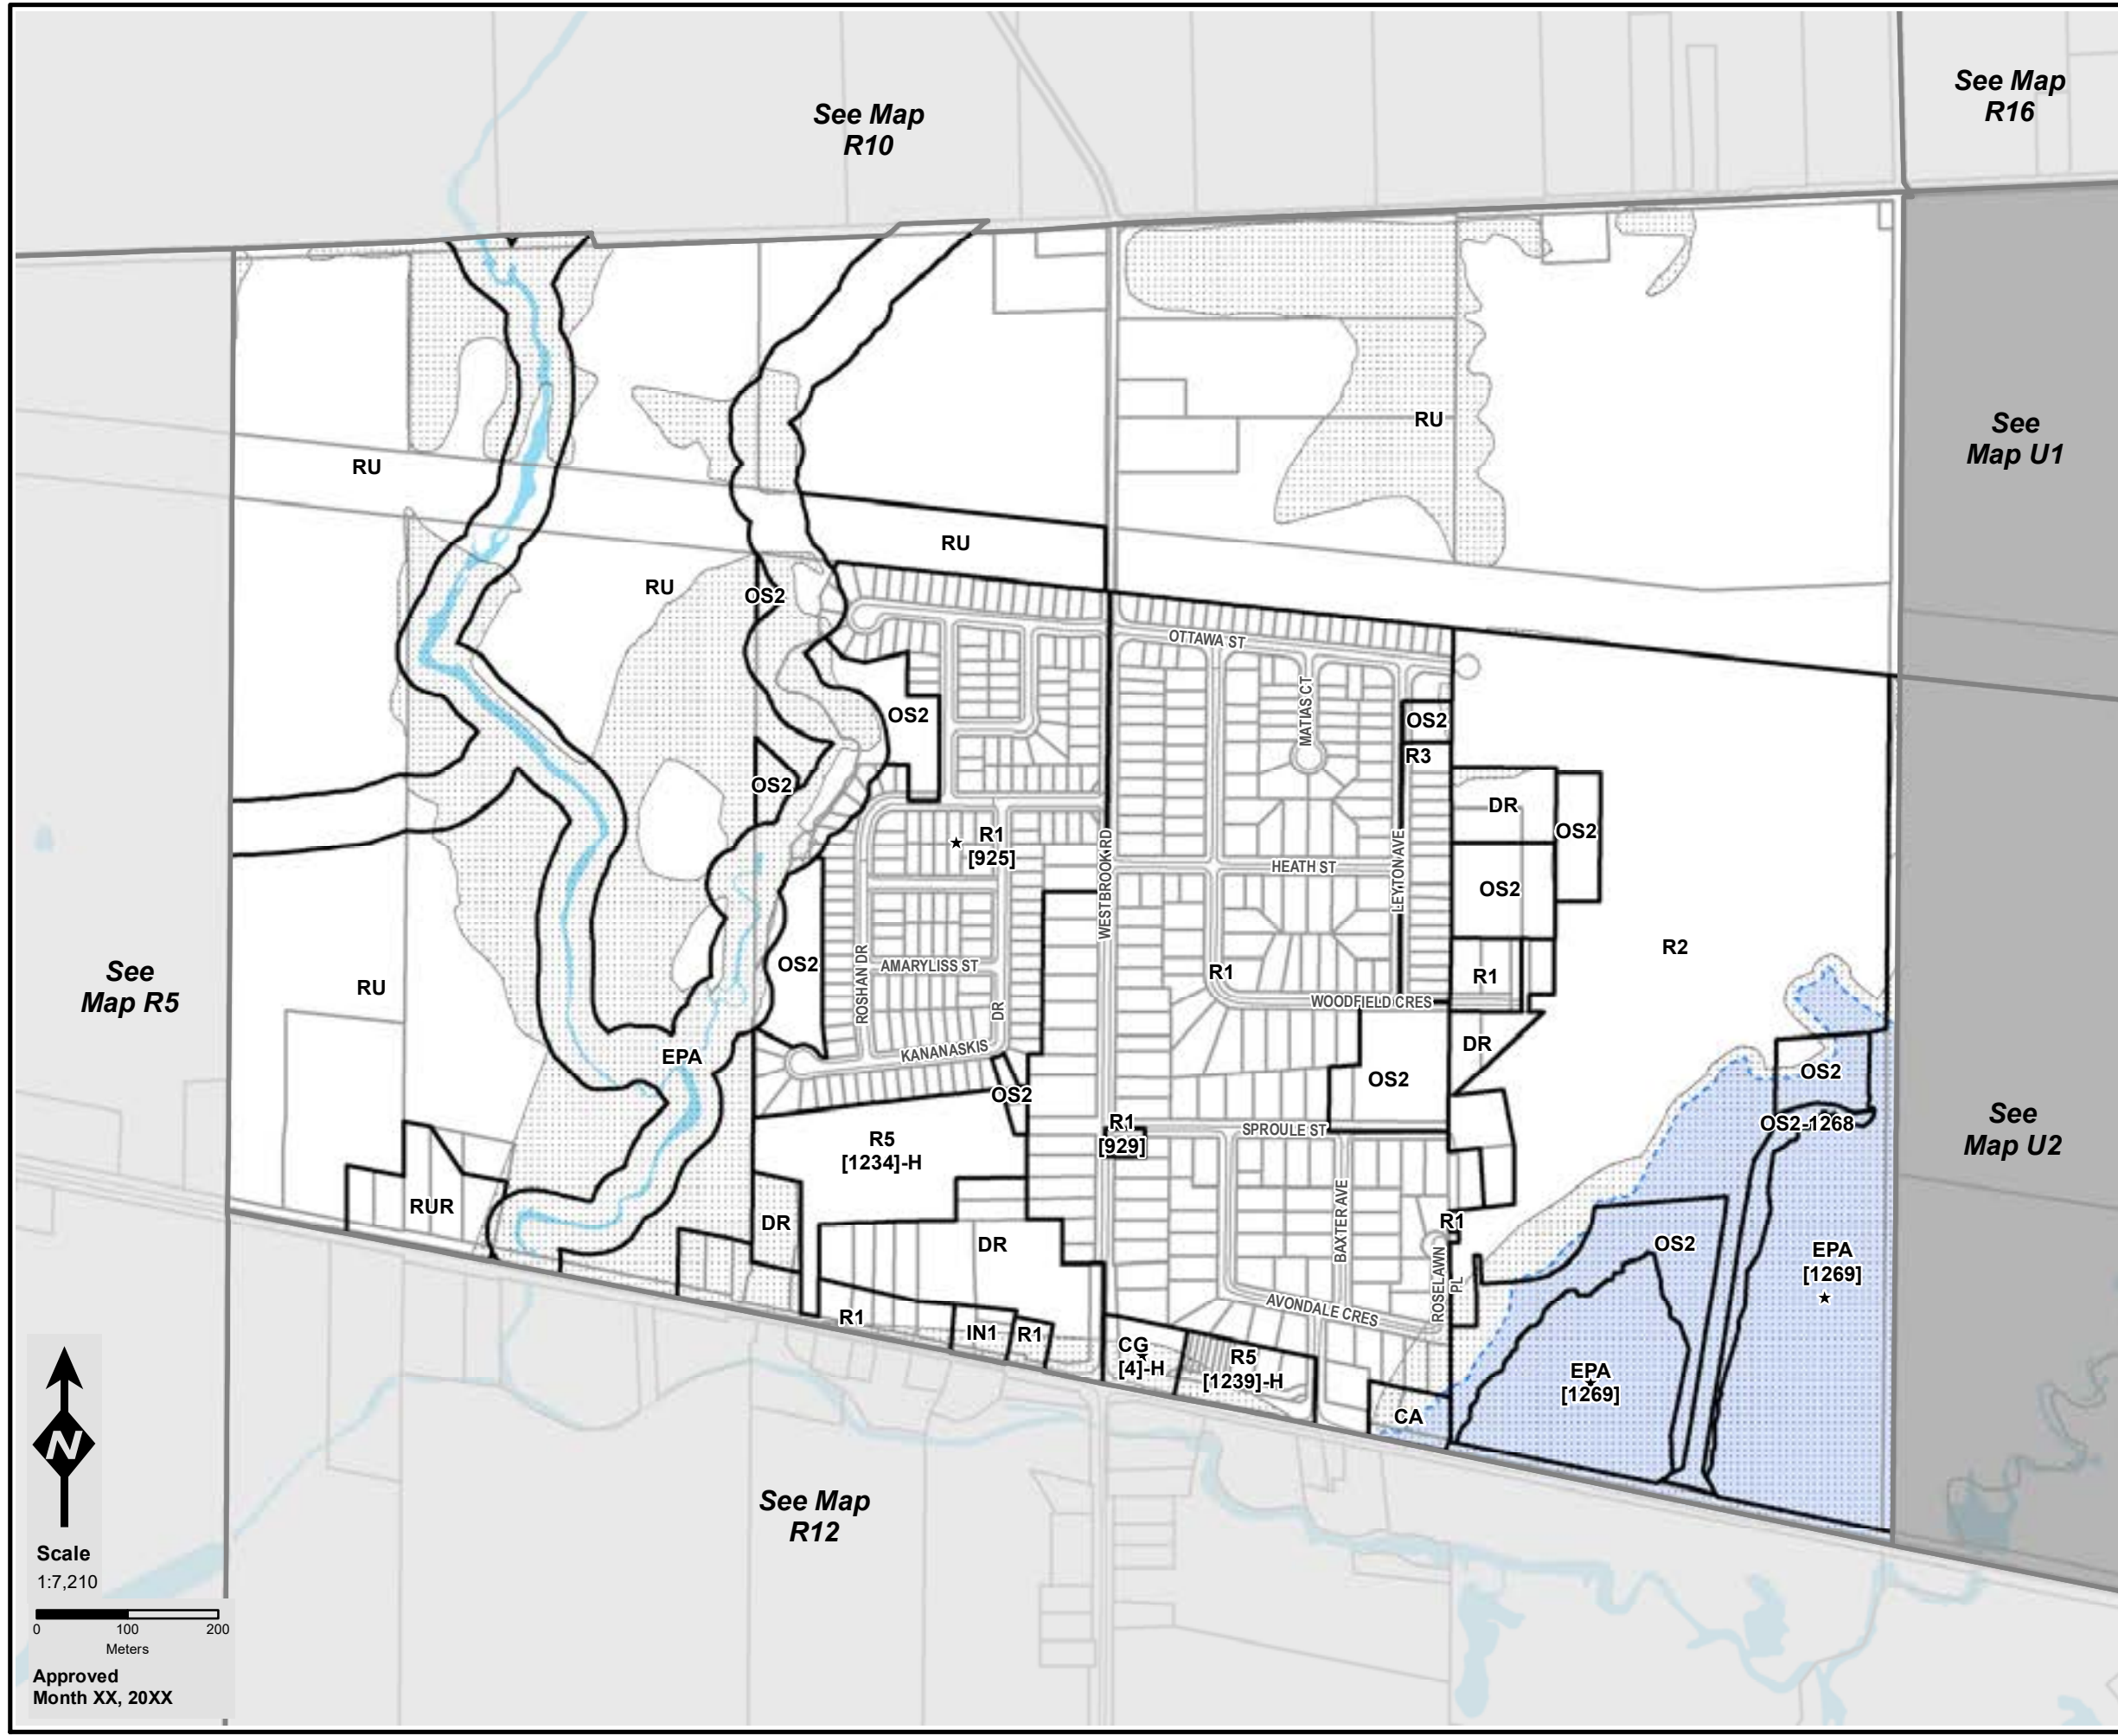 See Map
R10
See Map
R16
See
Map U1
RU
RU
RU
RU
OS2
OTTAWA ST
MATIAS CT
OS2
OS2
R3
OS2
DR
OS2
R1
[925]
WESTBROOK RD
HEATH ST
LEYTON AVE
OS2
R2
OS2
AMARYLISS ST
ROSHAN DR
R1
R1
See
Map R5
RU
WOODFIELD CRES
DR
KANANASKIS
EPA
DR
OS2
OS2
OS2
OS2-1268
R1
[929]
SPROULE ST
See
Map U2
R5
[1234]-H
RUR
DR
DR
BAXTER AVE
R1
OS2
EPA
[1269]
ROSELAWN
PL
R1
IN1
R1
AVONDALE CRES
CG
[4]-H
R5
[1239]-H
EPA
[1269]
CA
N
See Map
R12
Scale
1:7,210
0 100 200
Meters
Approved
Month XX, 20XX